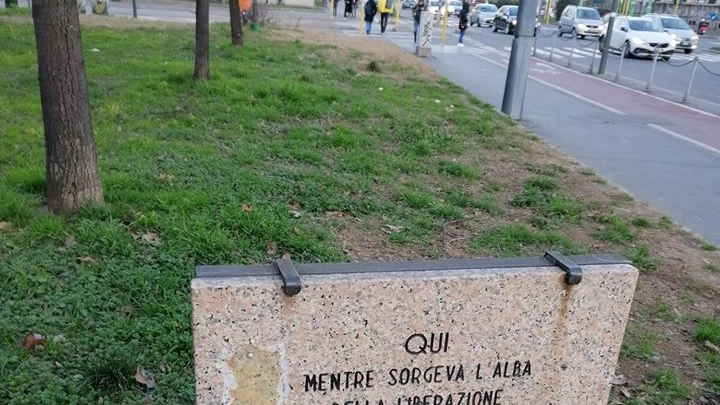 QUI
MENTRE SORGEVA L'ALBA
DELLA LIBERAZIONE